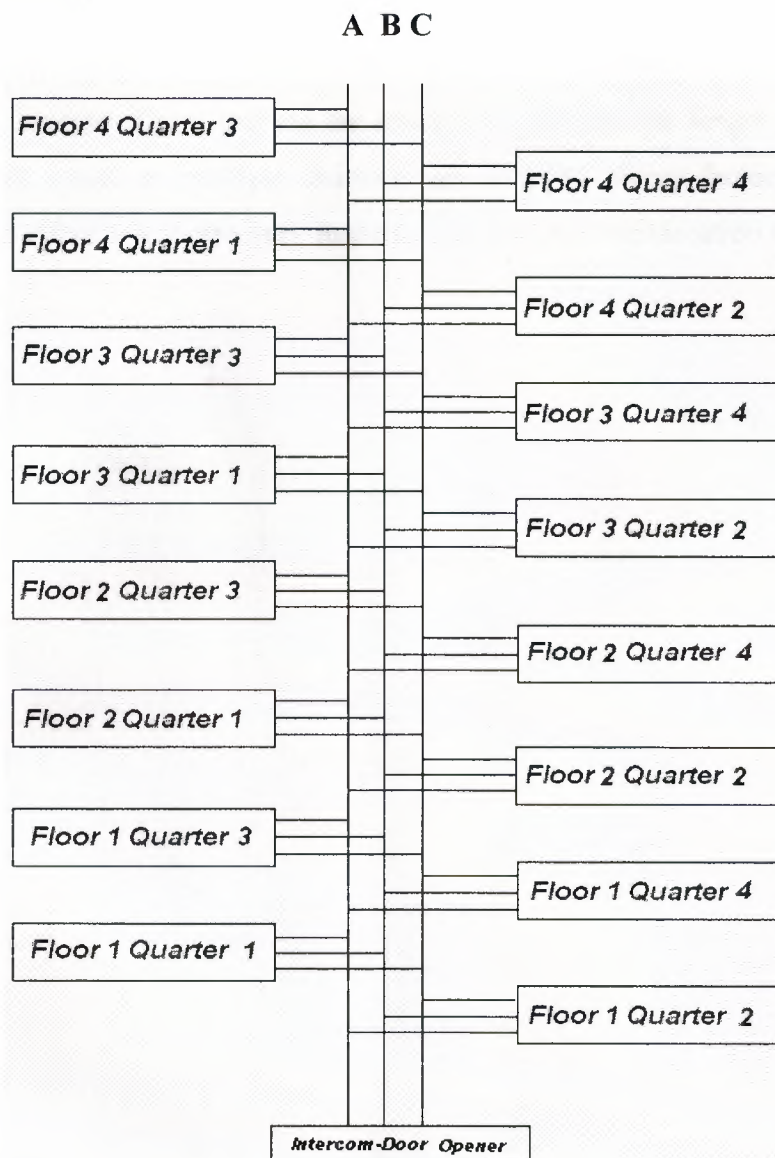 A B C
Floor 4 Quarter 3
Floor 4 Quarter 4
Floor 4 Quarter 1
Floor 4 Quarter 2
Floor 3 Quarter 3
Floor 3 Quarter 4
Floor 3 Quarter 1
Floor 3 Quarter 2
Floor 2 Quarter 3
Floor 2 Quarter 4
Floor 2 Quarter 1
Floor 2 Quarter 2
Floor 1 Quarter 3
Floor 1 Quarter 4
Floor 1 Quarter 1
Floor 1 Quarter 2
Intercom-Door Opener